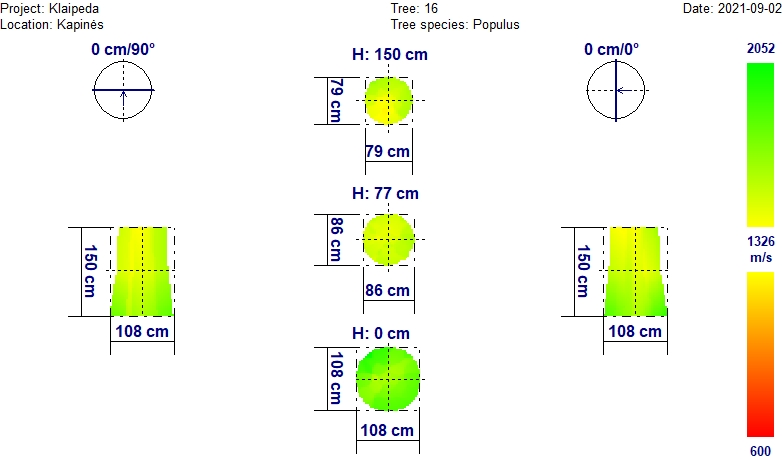 Project: Klaipeda
Tree: 16
Date: 2021-09-02
Location: Kapinės
Tree species: Populus
0 cm/90°
H: 150 cm
0 cm/0°
2052
79 cm
79 cm
H: 77 cm
86 cm
86 cm
150 cm
108 cm
150 cm
108 cm
1326
m/s
H: 0 cm
108 cm
108 cm
600